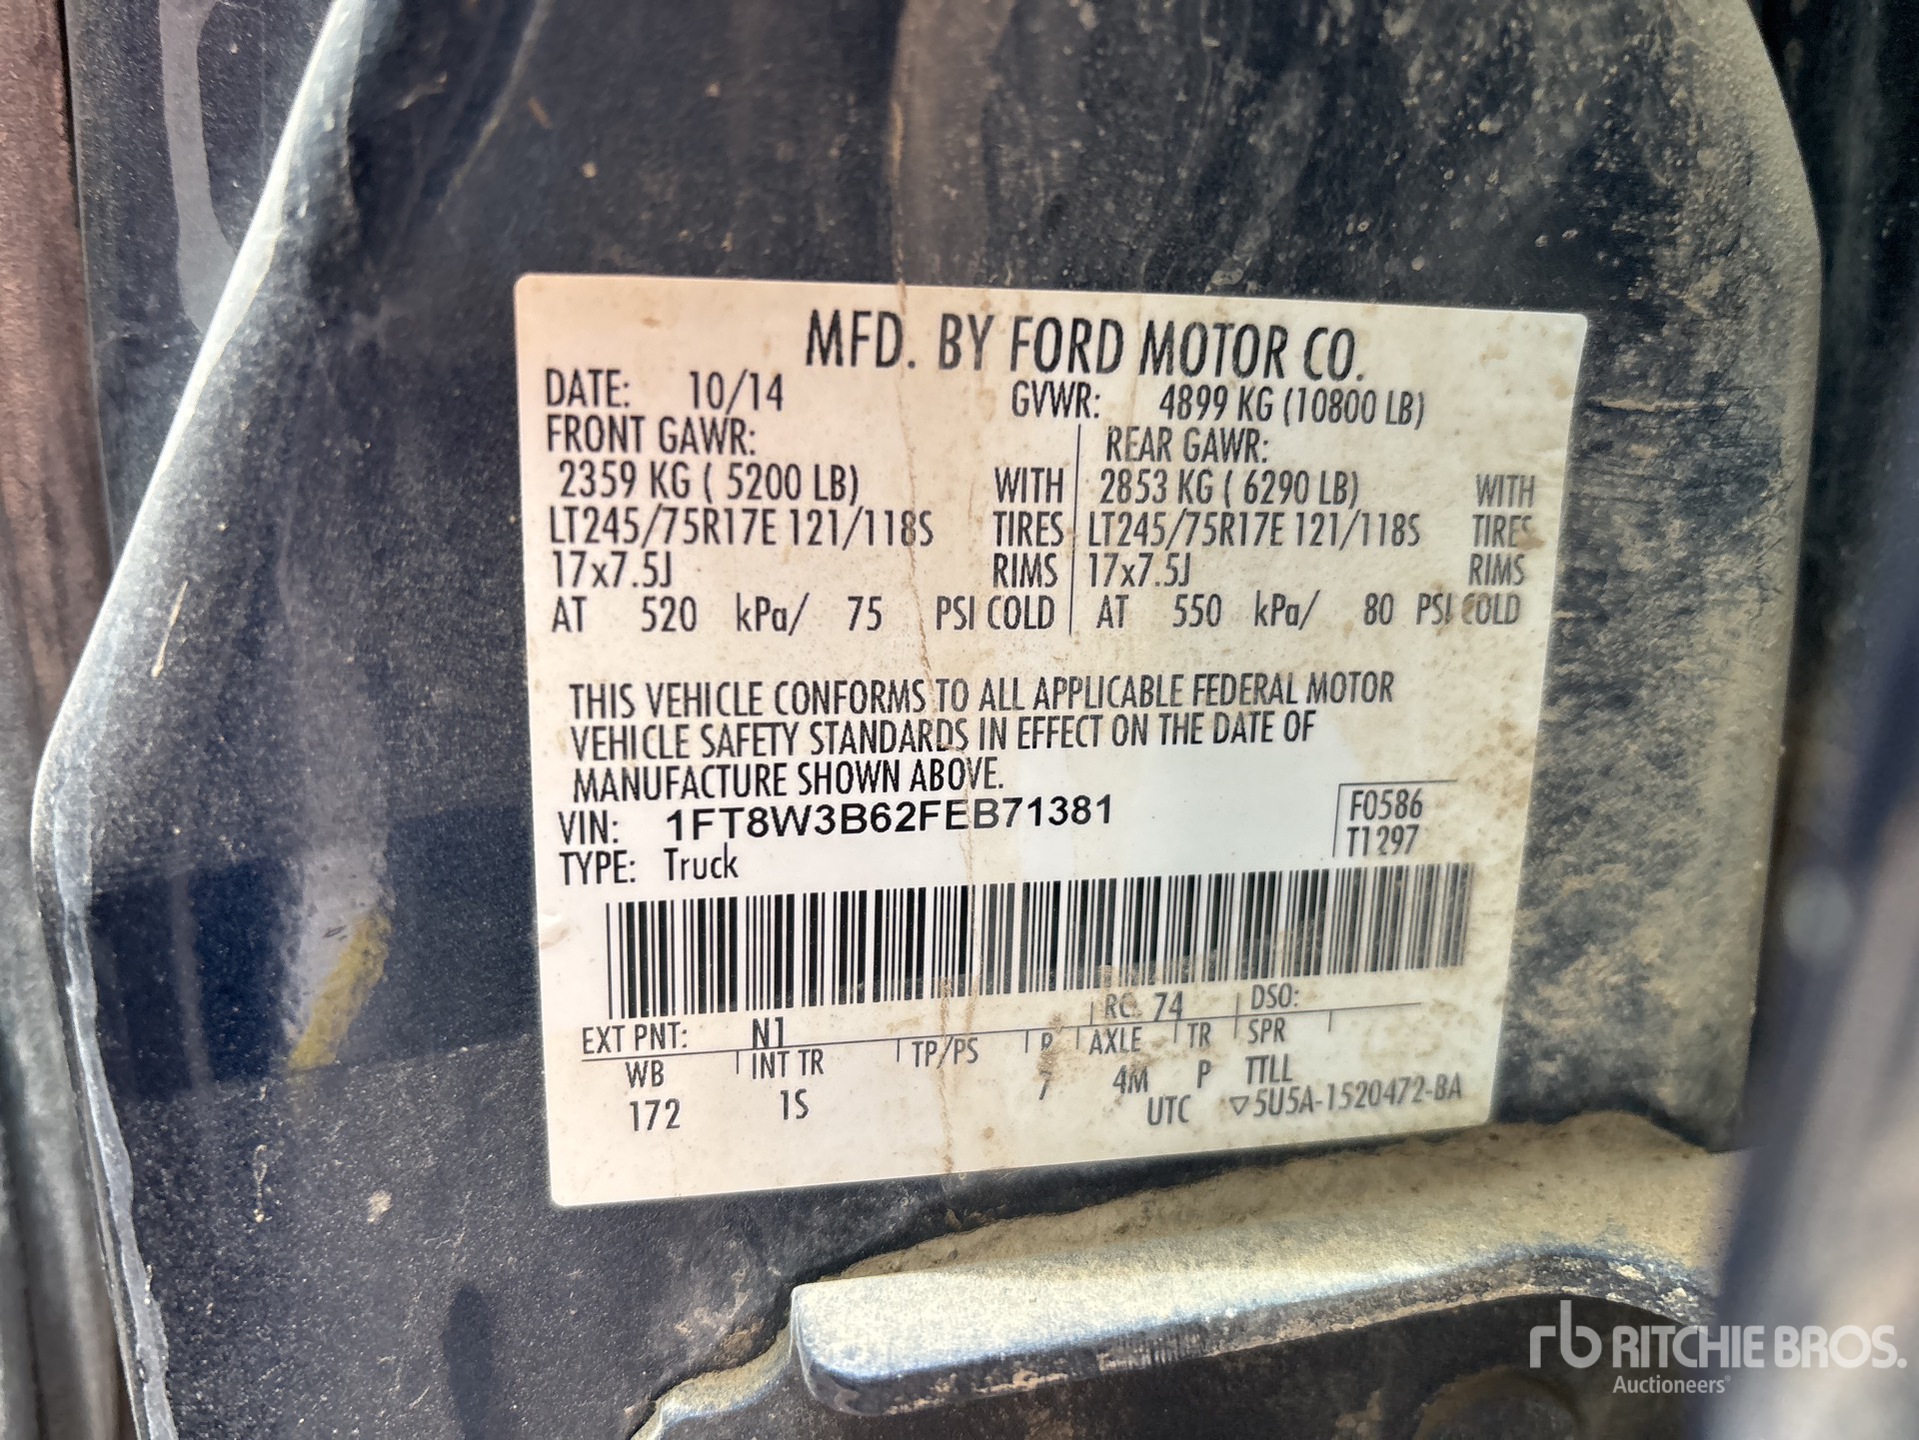 MFD. BY FORD MOTOR CO.
DATE: 10/14 GVWR: 4899 KG (10800 LB)
FRONT GAWR: REAR GAWR:
2359 KG ( 5200 LB) WITH 2853 KG ( 6290 LB) WITH
LT245/75R17E 121/118S TIRES LT245/75R17E 121/118S TIRES
17x7.5J RIMS 17x7.5J RIMS
AT 520 kPa/ 75 PSI COLD AT 550 kPa/ 80 PSI COLD
THIS VEHICLE CONFORMS TO ALL APPLICABLE FEDERAL MOTOR
VEHICLE SAFETY STANDARDS IN EFFECT ON THE DATE OF
MANUFACTURE SHOWN ABOVE.
VIN: 1FT8W3B62FEB71381 F0586
TYPE: Truck T1297
EXT PNT: N1 RC: 74 DSO:
WB INT TR TP/PS R AXLE TR SPR
172 1S 4M P TTLL
UTC ▽5U5A-1520472-BA
rb RITCHIE BROS.
Auctioneers®